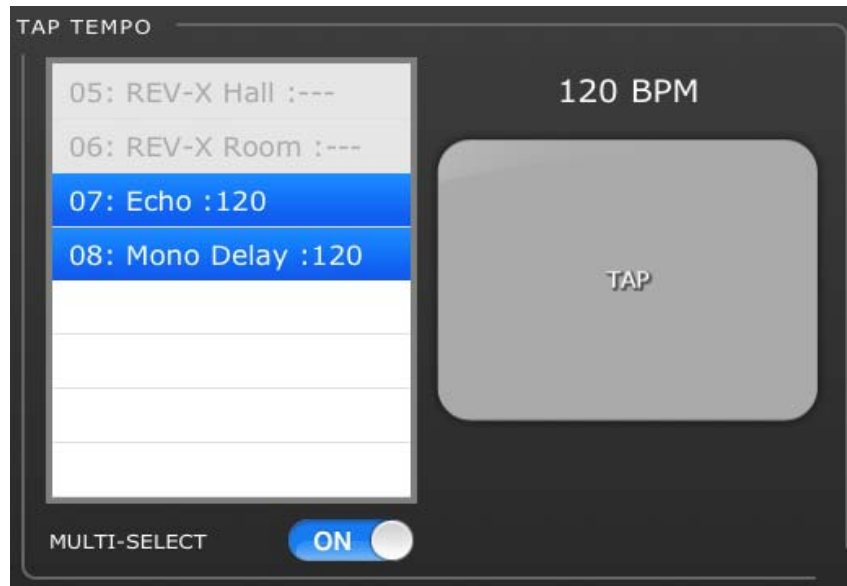 TAP TEMPO
05: REV-X Hall :---
06: REV-X Room :---
07: Echo :120
08: Mono Delay :120
120 BPM
TAP
MULTI-SELECT
ON